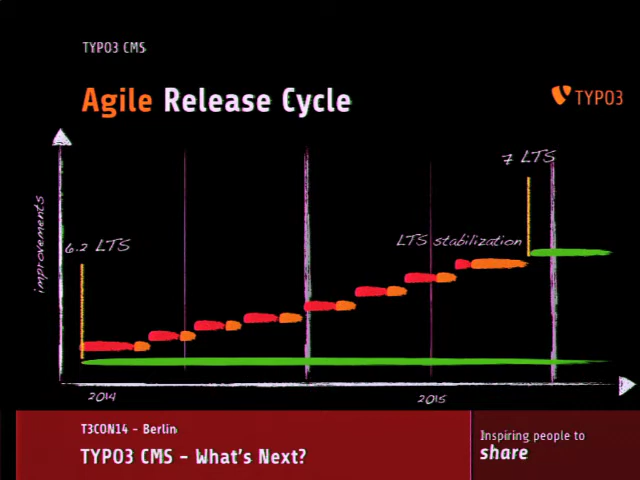 TYPO3 CMS
Agile Release Cycle
TYPO3
7 LTS
improvements
6.2 LTS
LTS stabilization
2014
2015
T3CON14 - Berlin
TYPO3 CMS - What's Next?
Inspiring people to
share